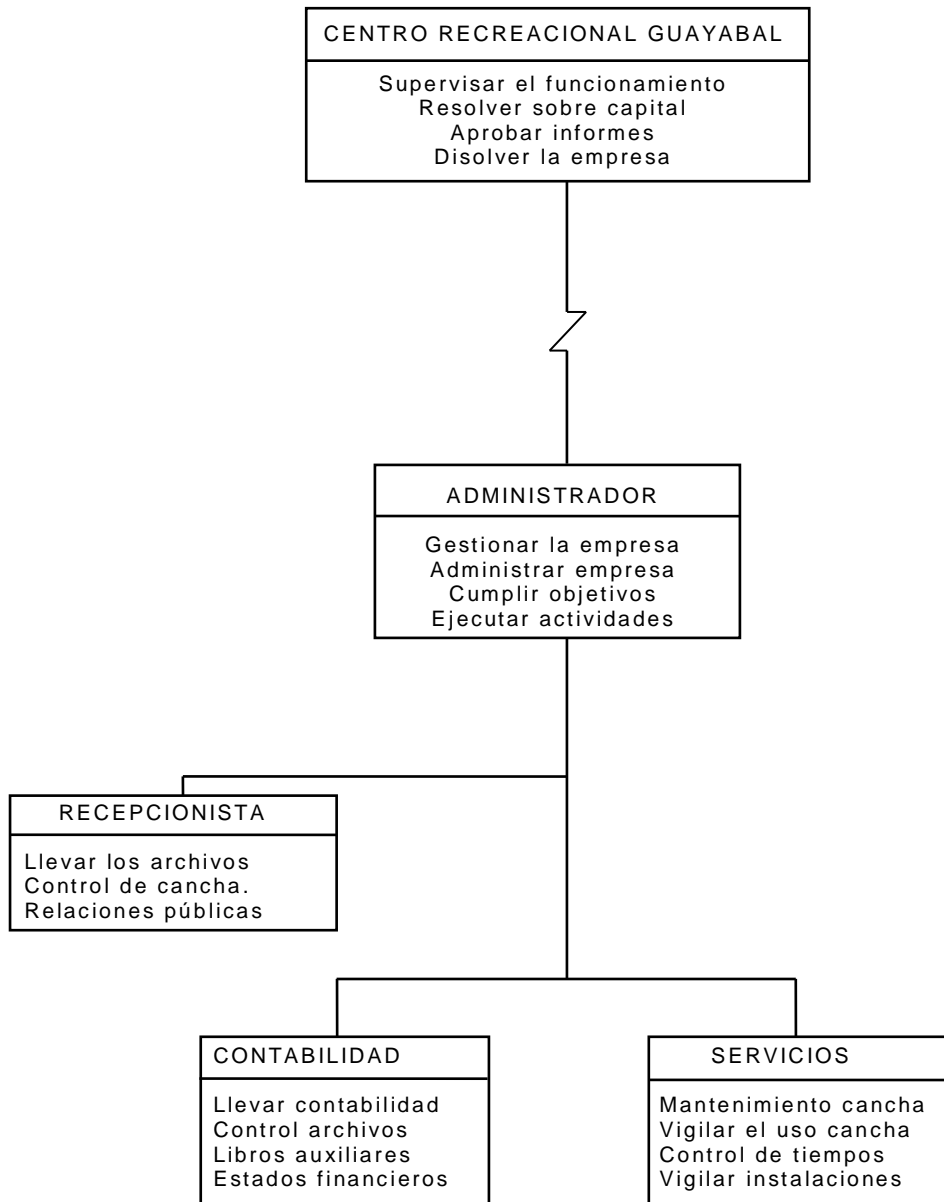 CENTRO RECREACIONAL GUAYABAL
Supervisar el funcionamiento
Resolver sobre capital
Aprobar informes
Disolver la empresa
ADMINISTRADOR
Gestionar la empresa
Administrar empresa
Cumplir objetivos
Ejecutar actividades
RECEPCIONISTA
Llevar los archivos
Control de cancha.
Relaciones públicas
CONTABILIDAD
Llevar contabilidad
Control archivos
Libros auxiliares
Estados financieros
SERVICIOS
Mantenimiento cancha
Vigilar el uso cancha
Control de tiempos
Vigilar instalaciones